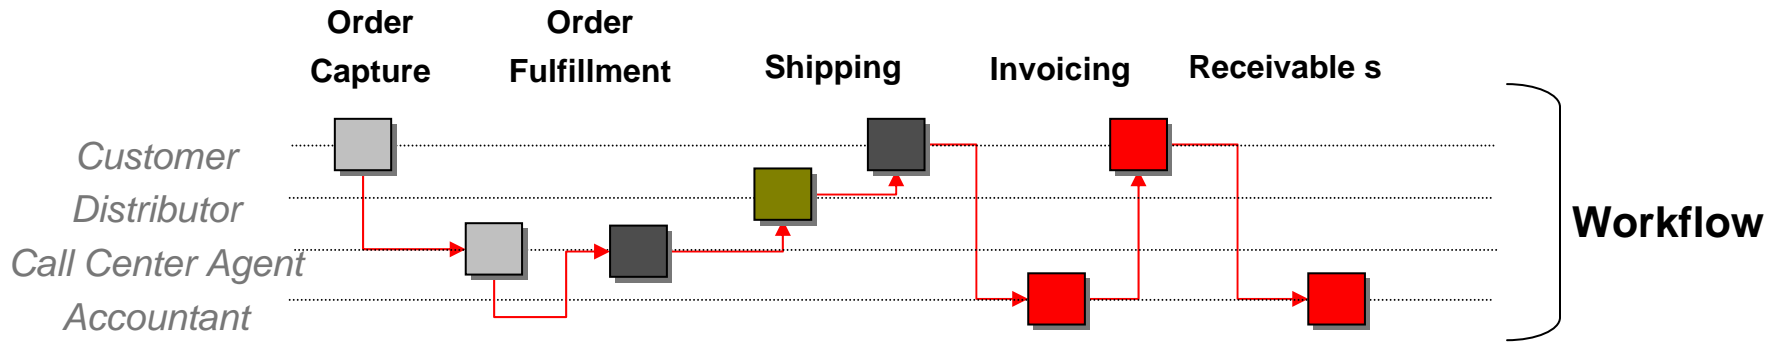 Order
Capture
Order
Fulfillment
Shipping
Invoicing
Receivable s
Customer
Distributor
Call Center Agent
Accountant
Workflow